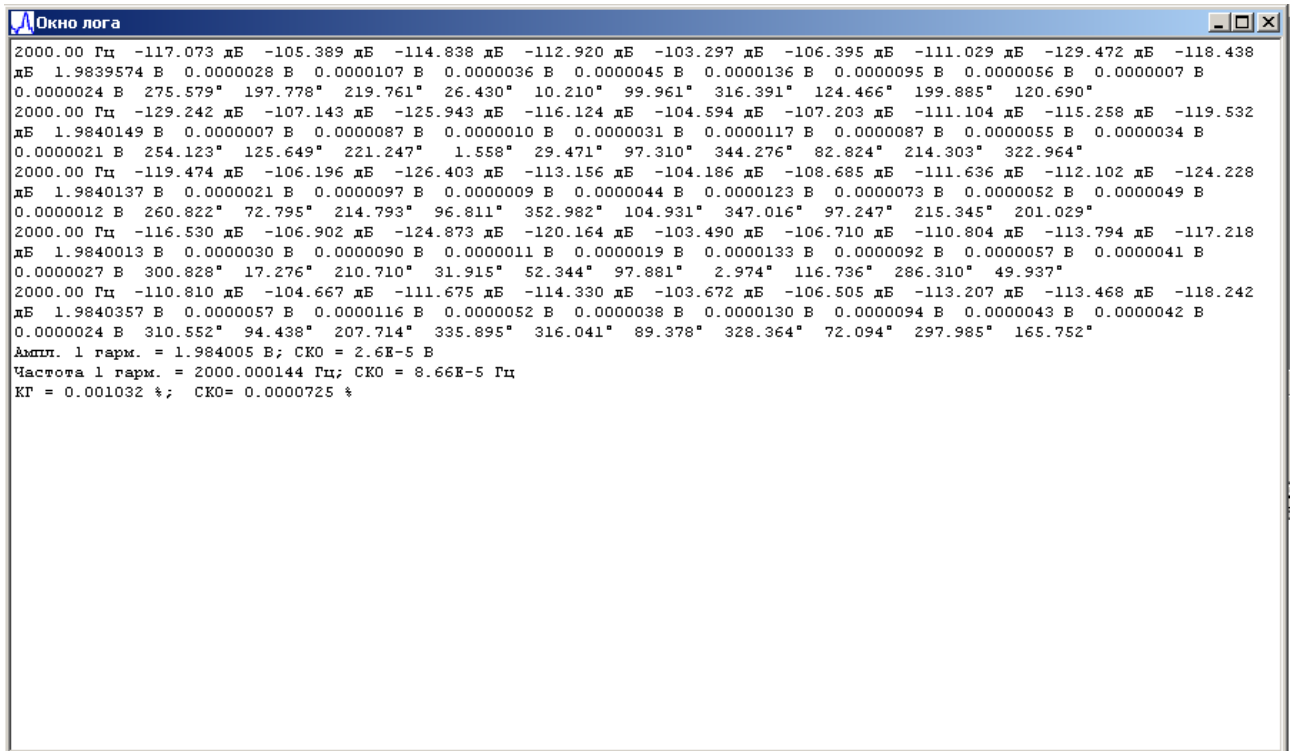 Окно лога
2000.00 Гц -117.073 дБ -105.389 дБ -114.838 дБ -112.920 дБ -103.297 дБ -106.395 дБ -111.029 дБ -129.472 дБ -118.438
дБ 1.9839574 В 0.0000028 В 0.0000107 В 0.0000036 В 0.0000045 В 0.0000136 В 0.0000095 В 0.0000056 В 0.0000007 В
0.0000024 В 275.579° 197.778° 219.761° 26.430° 10.210° 99.961° 316.391° 124.466° 199.885° 120.690°
2000.00 Гц -129.242 дБ -107.143 дБ -125.943 дБ -116.124 дБ -104.594 дБ -107.203 дБ -111.104 дБ -115.258 дБ -119.532
дБ 1.9840149 В 0.0000007 В 0.0000087 В 0.0000010 В 0.0000031 В 0.0000117 В 0.0000087 В 0.0000055 В 0.0000034 В
0.0000021 В 254.123° 125.649° 221.247° 1.558° 29.471° 97.310° 344.276° 82.824° 214.303° 322.964°
2000.00 Гц -119.474 дБ -106.196 дБ -126.403 дБ -113.156 дБ -104.186 дБ -108.685 дБ -111.636 дБ -112.102 дБ -124.228
дБ 1.9840137 В 0.0000021 В 0.0000097 В 0.0000009 В 0.0000044 В 0.0000123 В 0.0000073 В 0.0000052 В 0.0000049 В
0.0000012 В 260.822° 72.795° 214.793° 96.811° 352.982° 104.931° 347.016° 97.247° 215.345° 201.029°
2000.00 Гц -116.530 дБ -106.902 дБ -124.873 дБ -120.164 дБ -103.490 дБ -106.710 дБ -110.804 дБ -113.794 дБ -117.218
дБ 1.9840013 В 0.0000030 В 0.0000090 В 0.0000011 В 0.0000019 В 0.0000133 В 0.0000092 В 0.0000057 В 0.0000041 В
0.0000027 В 300.828° 17.276° 210.710° 31.915° 52.344° 97.881° 2.974° 116.736° 286.310° 49.937°
2000.00 Гц -110.810 дБ -104.667 дБ -111.675 дБ -114.330 дБ -103.672 дБ -106.505 дБ -113.207 дБ -113.468 дБ -118.242
дБ 1.9840357 В 0.0000057 В 0.0000116 В 0.0000052 В 0.0000038 В 0.0000130 В 0.0000094 В 0.0000043 В 0.0000042 В
0.0000024 В 310.552° 94.438° 207.714° 335.895° 316.041° 89.378° 328.364° 72.094° 297.985° 165.752°
Ампл. 1 гарм. = 1.984005 В; СКО = 2.6E-5 В
Частота 1 гарм. = 2000.000144 Гц; СКО = 8.66E-5 Гц
КГ = 0.001032 %; СКО= 0.0000725 %